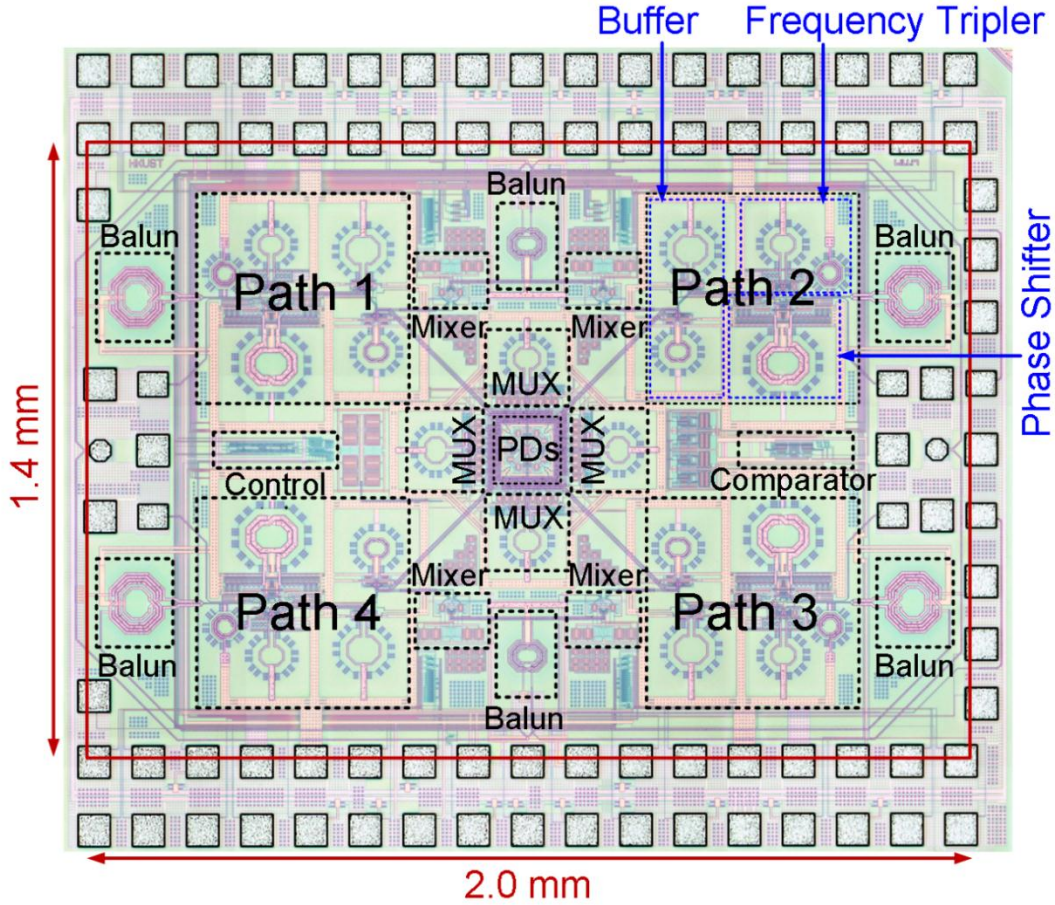 Buffer
Frequency Tripler
HKUST
Balun
Balun
Balun
Path 1
Path 2
Mixer
Mixer
Phase Shifter
MUX
1.4 mm
MUX
PDs
MUX
Control
Comparator
MUX
Mixer
Mixer
Path 4
Path 3
Balun
Balun
Balun
2.0 mm